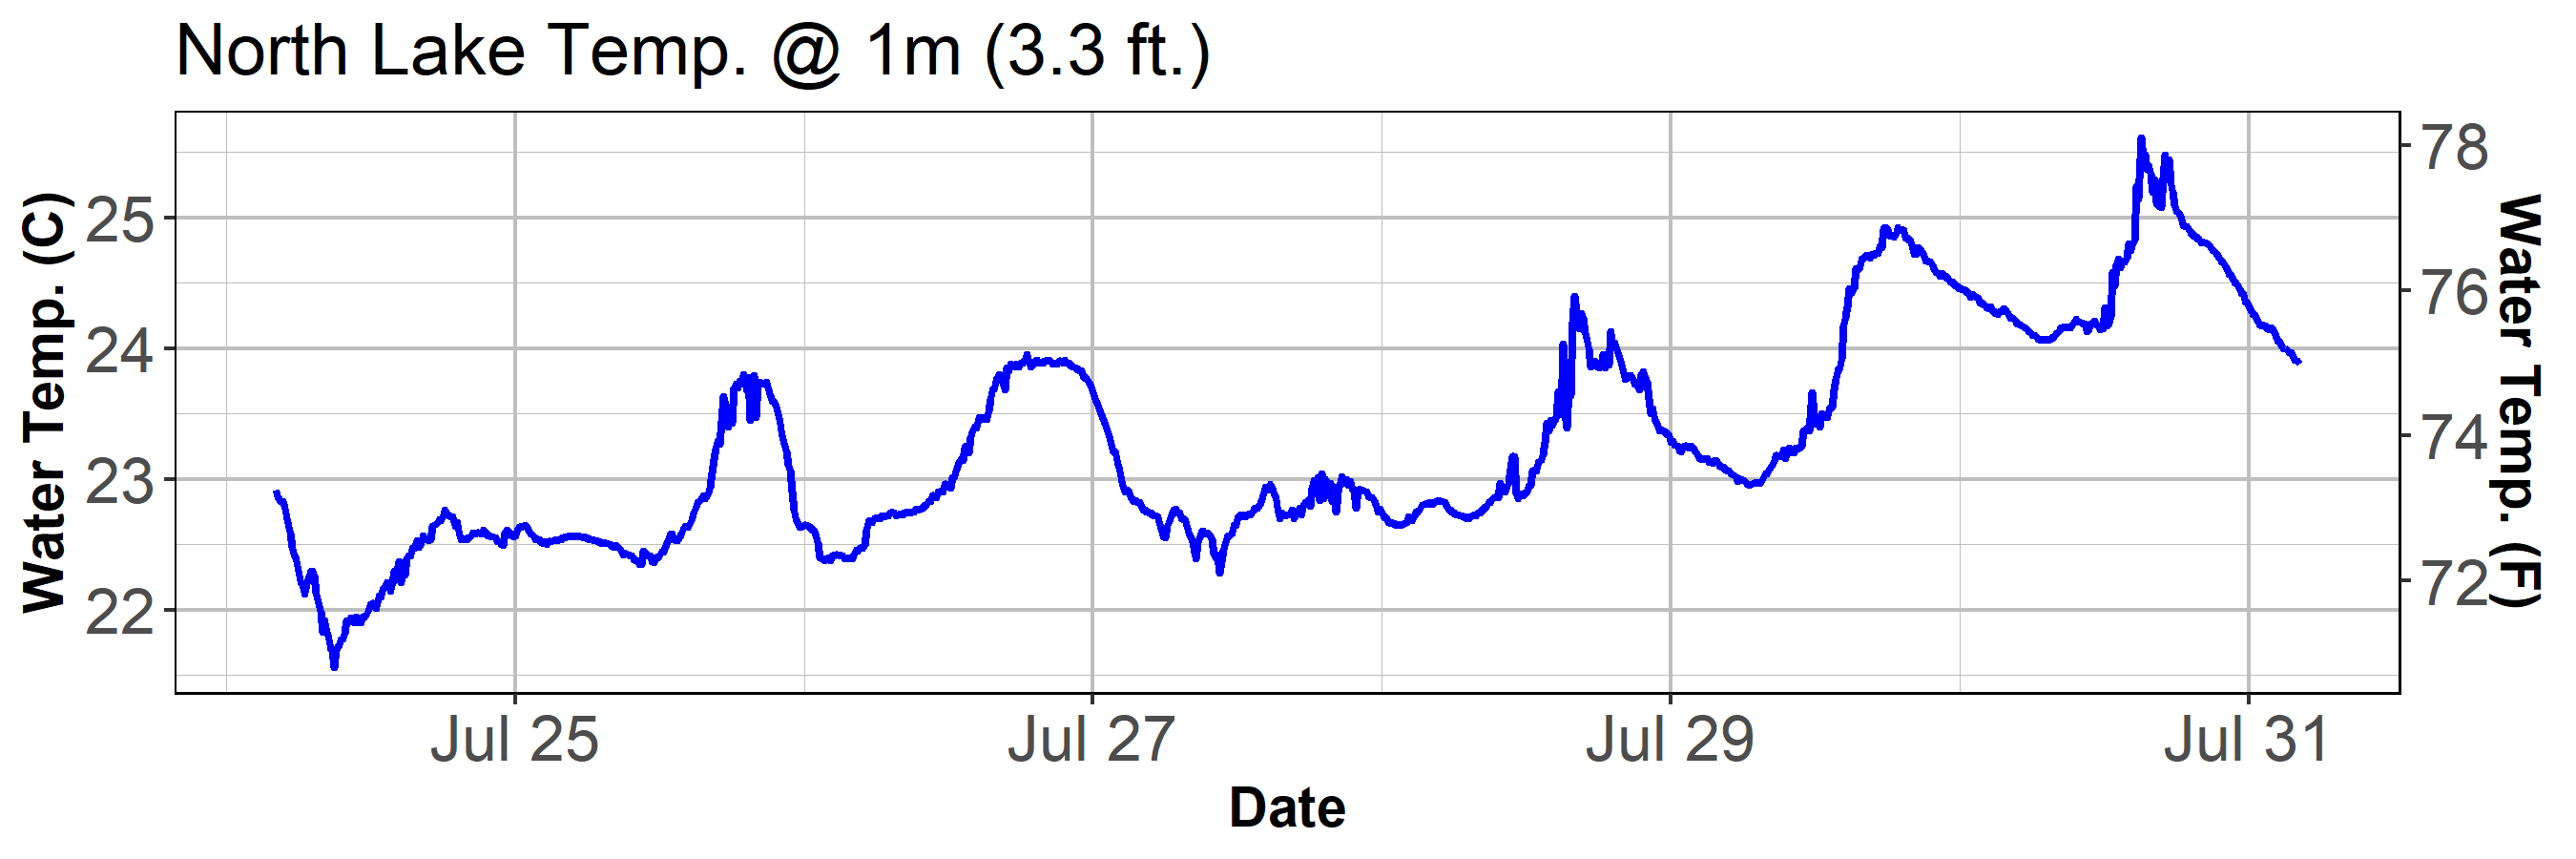 North Lake Temp. @ 1m (3.3 ft.)
Water Temp. (C)
25
24
23
22
78
76
74
72
Water Temp. (F)
Jul 25
Jul 27
Jul 29
Jul 31
Date